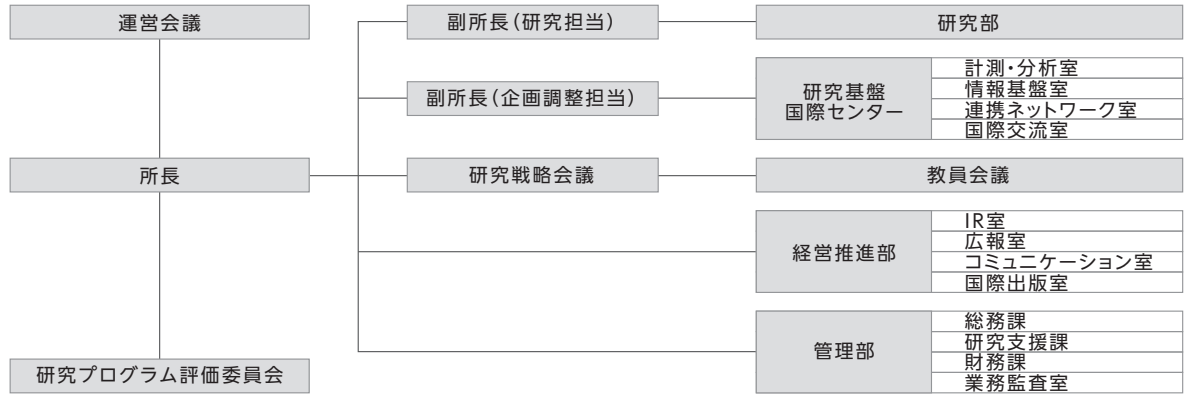 運営会議
所長
研究プログラム評価委員会
副所長（研究担当）
副所長（企画調整担当）
研究戦略会議
研究部
研究基盤
国際センター
計測・分析室
情報基盤室
連携ネットワーク室
国際交流室
教員会議
経営推進部
IR室
広報室
コミュニケーション室
国際出版室
管理部
総務課
研究支援課
財務課
業務監査室